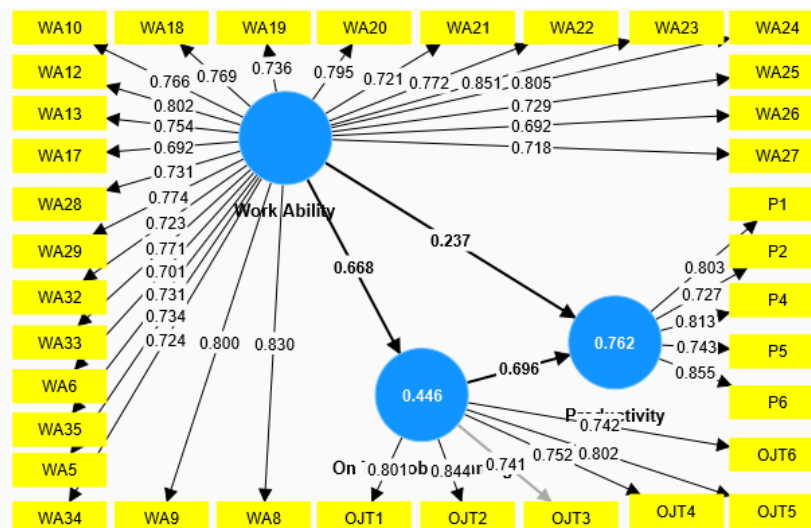 WA10
WA18
WA19
WA20
WA21
WA22
WA23
WA24
WA12
WA25
WA13
WA26
WA17
WA27
0.766
0.769
0.736
0.795
0.721
0.772
0.851
0.805
0.802
0.729
0.754
0.692
0.692
0.718
0.731
WA28
0.774
Work Ability
P1
0.723
0.237
WA29
0.771
0.668
P2
0.701
0.803
WA32
0.731
0.727
0.734
0.813
P4
WA33
0.724
0.800
0.830
0.762
0.743
P5
0.696
0.855
WA6
0.446
P6
WA35
Productivity
0.742
WA5
On
0.801
0.844
0.741
0.752
0.802
OJT6
WA34
WA9
WA8
OJT1
OJT2
OJT3
OJT4
OJT5